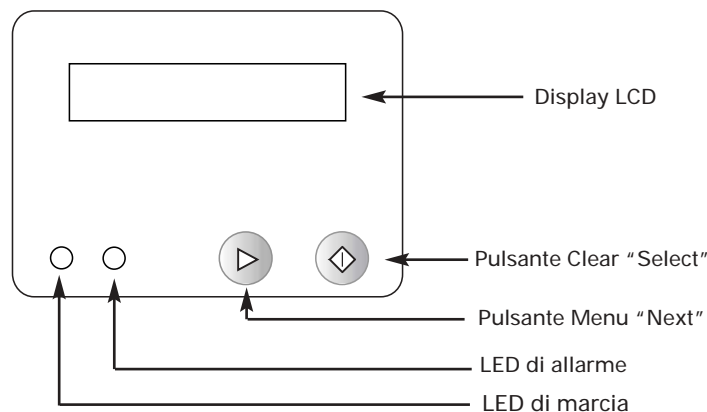 Display LCD
Pulsante Clear “Select”
Pulsante Menu “Next”
LED di allarme
LED di marcia